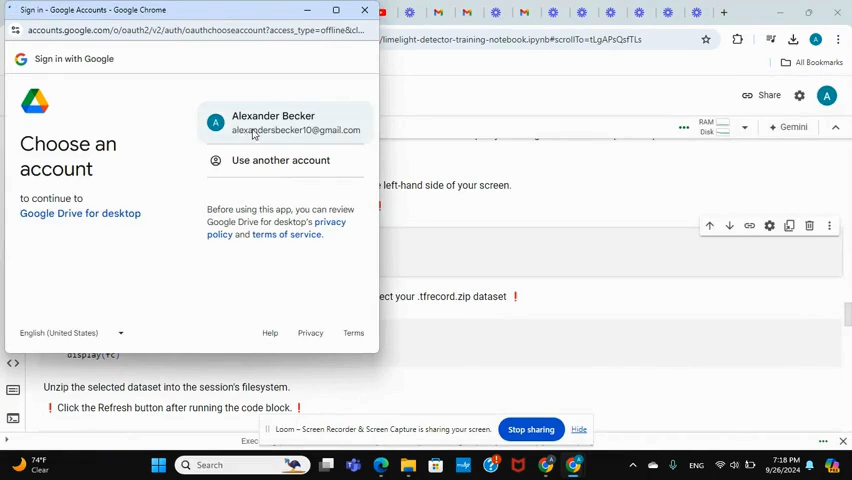 Sign in - Google Accounts - Google Chrome
accounts.google.com/o/oauth2/v2/auth/oauthchooseaccount?access_type=offline&cl...
/limelight-detector-training-notebook.ipynb#scrollTo=tLgAPsQsfTLs
A
All Bookmarks
Sign in with Google
Share
A
RAM
Disk
Gemini
Choose an
account
to continue to
Google Drive for desktop
A
Alexander Becker
alexandersbecker10@gmail.com
Use another account
Before using this app, you can review
Google Drive for desktop's privacy
policy and terms of service.
English (United States)
Help
Privacy
Terms
e left-hand side of your screen.
❗
ect your .tfrecord.zip dataset ❗
display(fc)
Unzip the selected dataset into the session's filesystem.
❗ Click the Refresh button after running the code block. ❗
Loom – Screen Recorder & Screen Capture is sharing your screen.
Stop sharing
Hide
Exec
74°F
Clear
Search
ENG
7:18 PM
9/26/2024